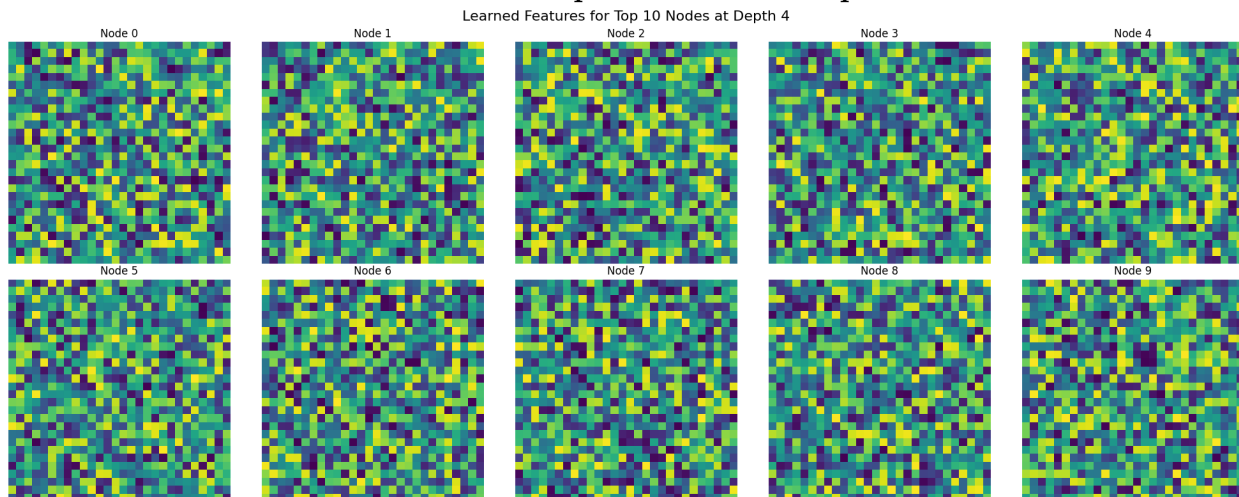 Learned Features for Top 10 Nodes at Depth 4
Node 0 Node 1 Node 2 Node 3 Node 4
Node 5 Node 6 Node 7 Node 8 Node 9